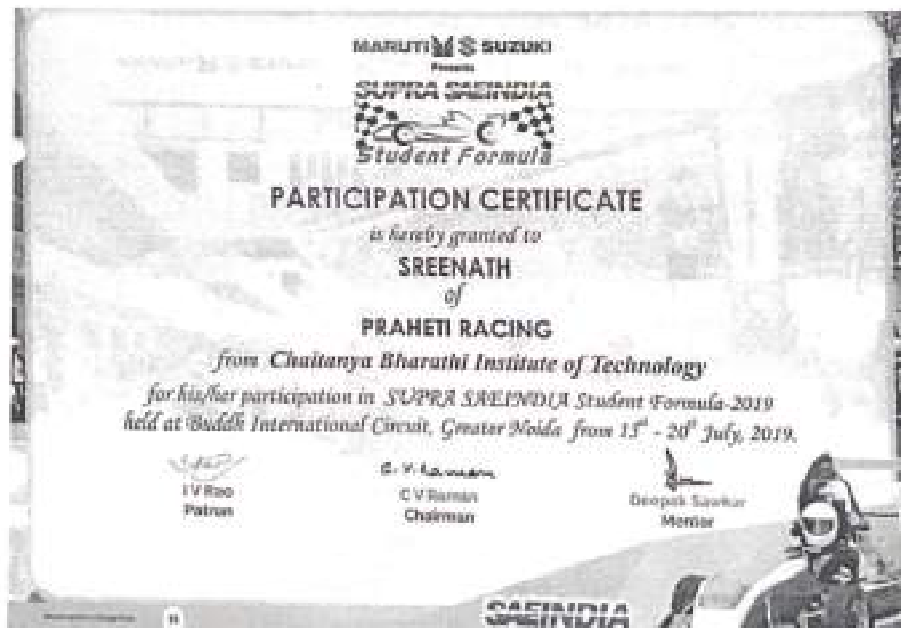 MARUTI SUZUKI
Presents
SUPRA SAEINDIA
Student Formula
PARTICIPATION CERTIFICATE
is hereby granted to
SREENATH
of
PRAHETI RACING
from Chaitanya Bharathi Institute of Technology
for his/her participation in SUPRA SAEINDIA Student Formula-2019
held at Buddh International Circuit, Greater Noida from 15th - 20th July, 2019.
C.V. Raman
I V Rao
C V Raman
Deepak Sawkar
Patron
Chairman
Mentor
SAEINDIA